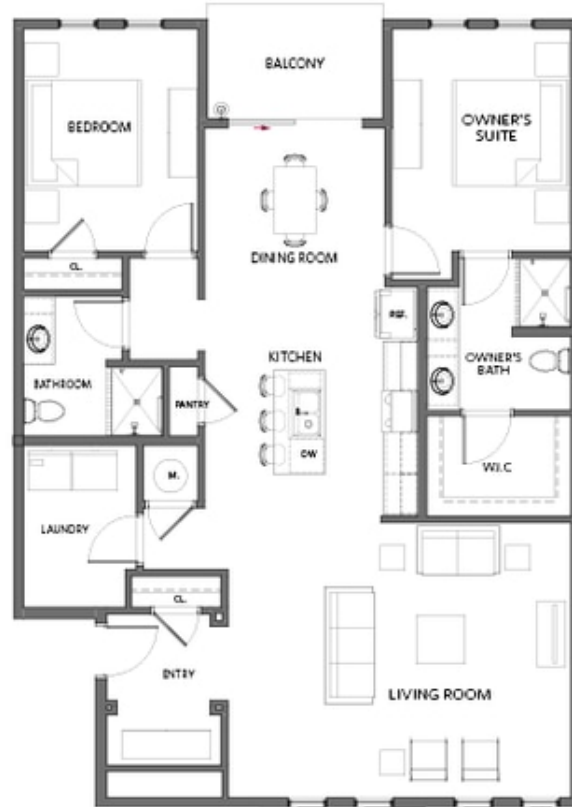 BALCONY
BEDROOM
OWNER'S
SUITE
DINING ROOM
CL.
REF.
KITCHEN
OWNER'S
BATH
BATHROOM
PANTRY
DW
W.I.C
M.
LAUNDRY
CL.
ENTRY
LIVING ROOM